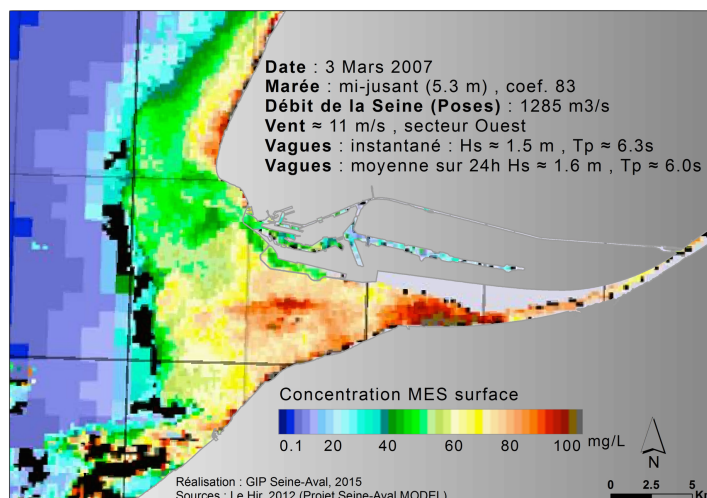 Date : 3 Mars 2007
Marée : mi-jusant (5.3 m) , coef. 83
Débit de la Seine (Poses) : 1285 m3/s
Vent ≈ 11 m/s , secteur Ouest
Vagues : instantané : Hs ≈ 1.5 m , Tp ≈ 6.3s
Vagues : moyenne sur 24h Hs ≈ 1.6 m , Tp ≈ 6.0s
Concentration MES surface
0.1 20 40 60 80 100 mg/L
N
Réalisation : GIP Seine-Aval, 2015
0 2.5 5
Sources : Le Hir, 2012 (Projet Seine-Aval MODEL)